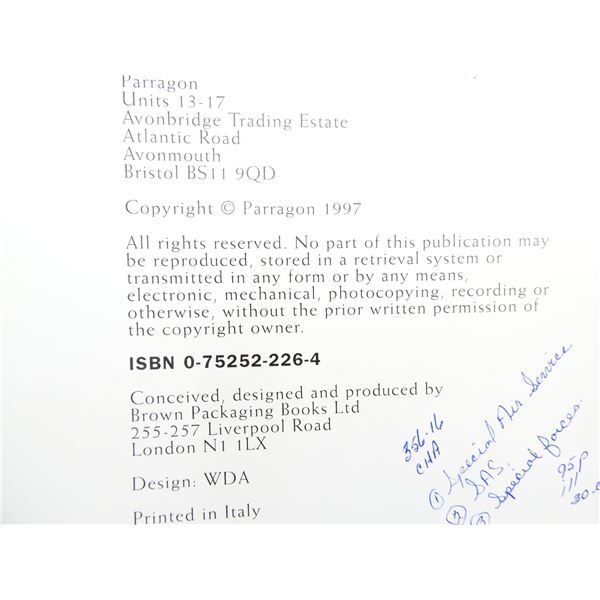 Parragon
Units 13-17
Avonbridge Trading Estate
Atlantic Road
Avonmouth
Bristol BS11 9QD
Copyright © Parragon 1997
All rights reserved. No part of this publication may
be reproduced, stored in a retrieval system or
transmitted in any form or by any means,
electronic, mechanical, photocopying, recording or
otherwise, without the prior written permission of
the copyright owner.
ISBN 0-75252-226-4
Conceived, designed and produced by
Brown Packaging Books Ltd
255-257 Liverpool Road
London N1 1LX
Design: WDA
Printed in Italy
356.16
CHA
① Special Air Service
② SAS.
③ Special Forces.
95p
111p